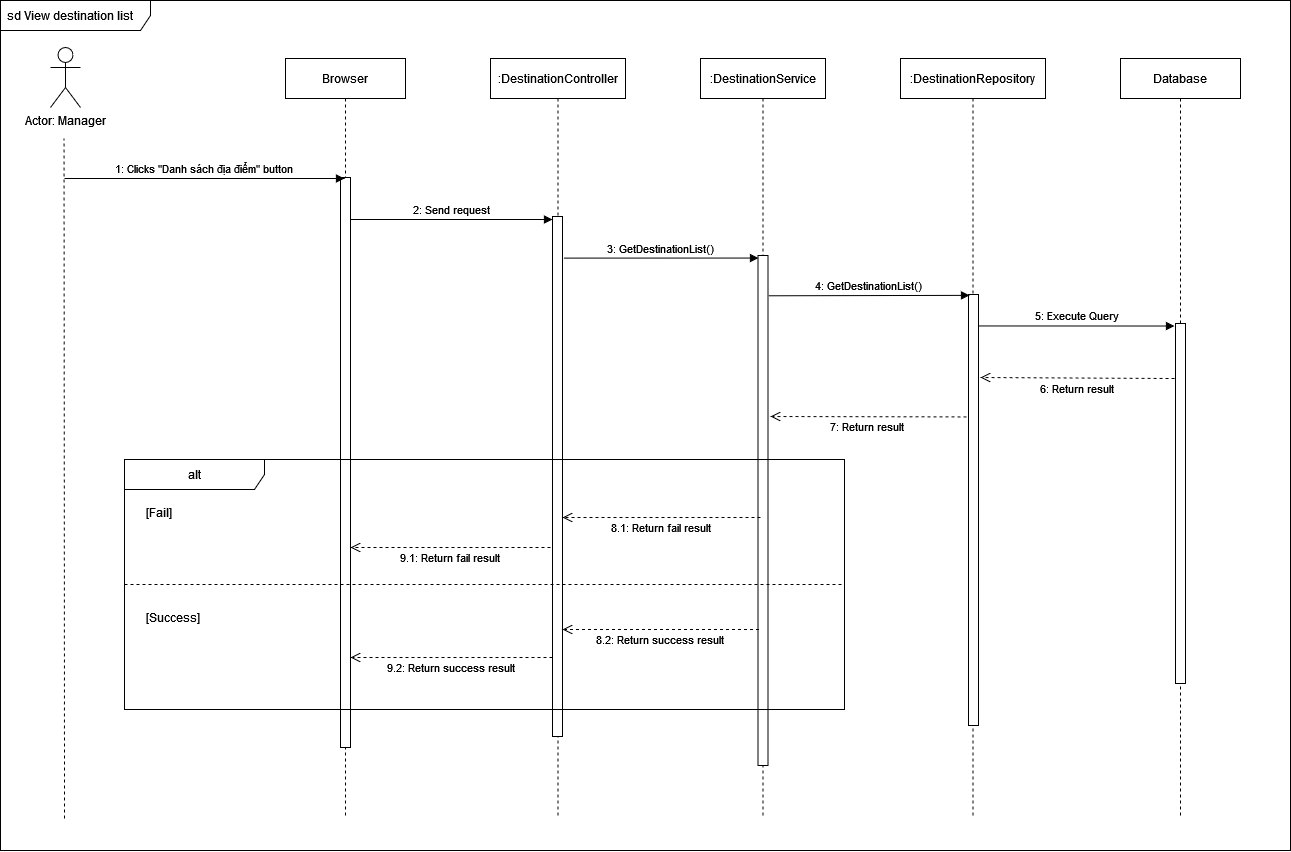 sd View destination list
Actor: Manager
Browser
:DestinationController
:DestinationService
:DestinationRepository
Database
1: Clicks "Danh sách địa điểm" button
2: Send request
3: GetDestinationList()
4: GetDestinationList()
5: Execute Query
6: Return result
7: Return result
alt
[Fail]
8.1: Return fail result
9.1: Return fail result
[Success]
8.2: Return success result
9.2: Return success result